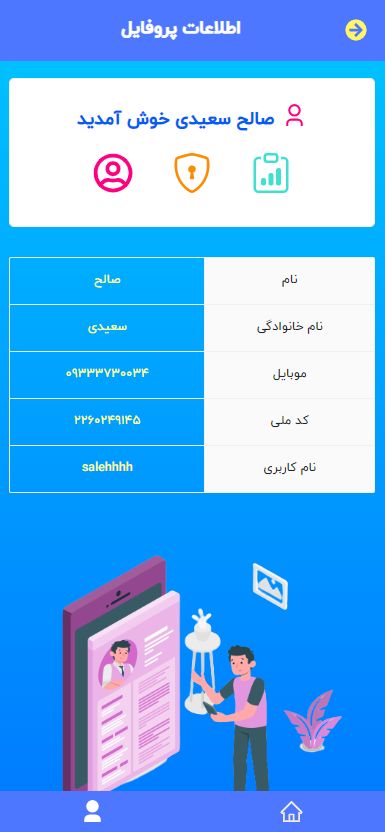 اطلاعات پروفایل
صالح سعیدی خوش آمدید
نام صالح
نام خانوادگی سعیدی
موبایل ۰۹۳۳۳۷۳۰۰۳۴
کد ملی ۲۲۶۰۲۴۹۱۴۵
نام کاربری salehhhh